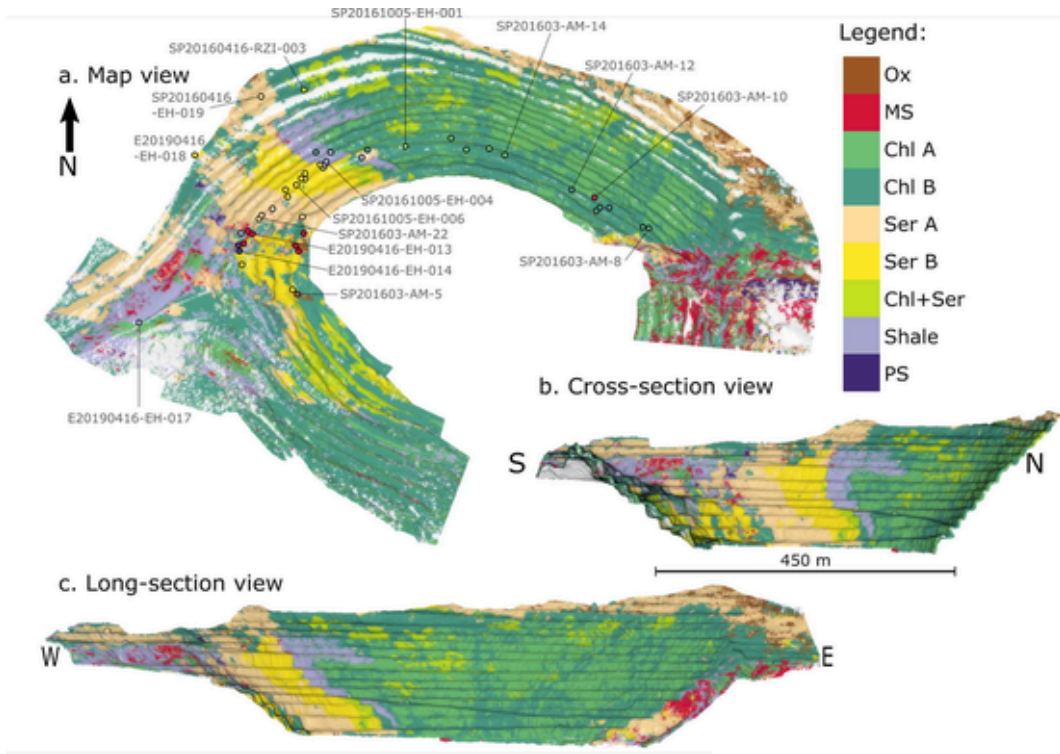 SP20161005-EH-001
SP201603-AM-14
SP20160416-RZI-003
SP201603-AM-12
a. Map view
SP201603-AM-10
SP20160416
-EH-019
N
E20190416
-EH-018
SP20161005-EH-004
SP20161005-EH-006
SP201603-AM-22
E20190416-EH-013
E20190416-EH-014
SP201603-AM-8
SP201603-AM-5
E20190416-EH-017
Legend:
Ox
MS
Chl A
Chl B
Ser A
Ser B
Chl+Ser
Shale
PS
b. Cross-section view
S
N
450 m
c. Long-section view
W
E